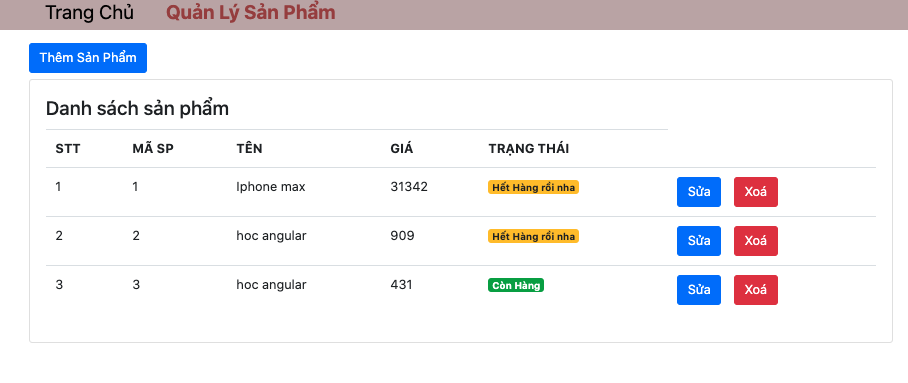 Trang Chủ Quản Lý Sản Phẩm
Thêm Sản Phẩm
Danh sách sản phẩm
STT MÃ SP TÊN GIÁ TRẠNG THÁI
1 1 Iphone max 31342 Hết Hàng rồi nha Sửa Xoá
2 2 hoc angular 909 Hết Hàng rồi nha Sửa Xoá
3 3 hoc angular 431 Còn Hàng Sửa Xoá